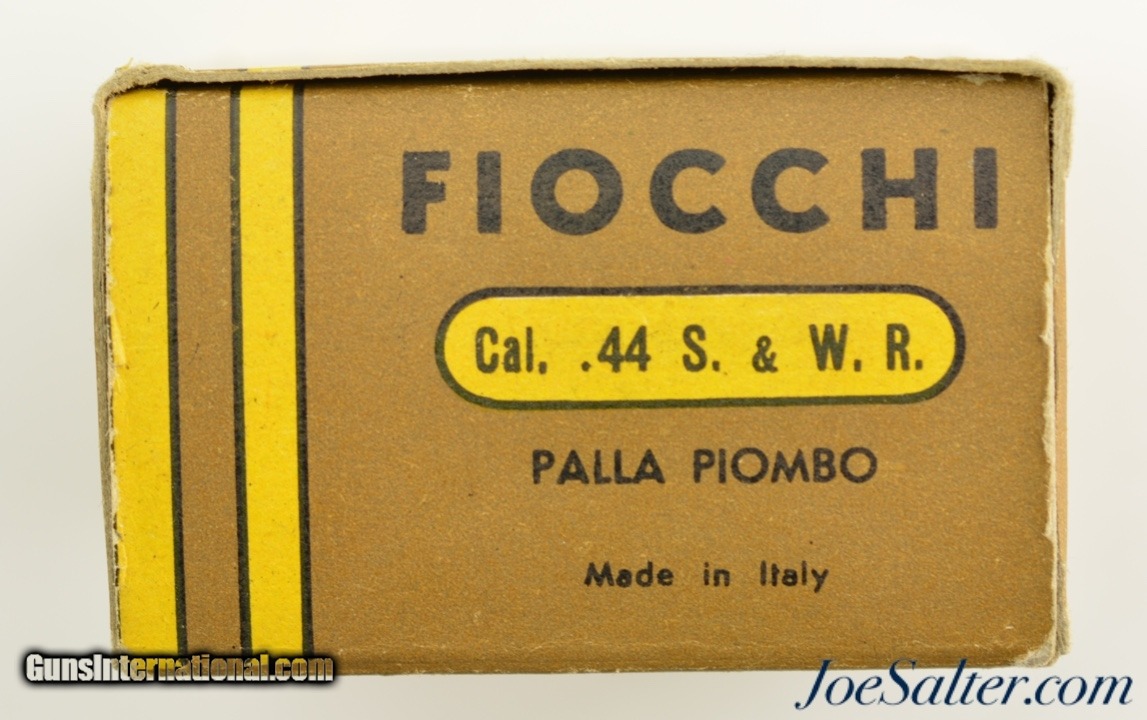 FIOCCHI
Cal. .44 S. & W. R.
PALLA PIOMBO
Made in Italy
GunsInternational.com
JoeSalter.com